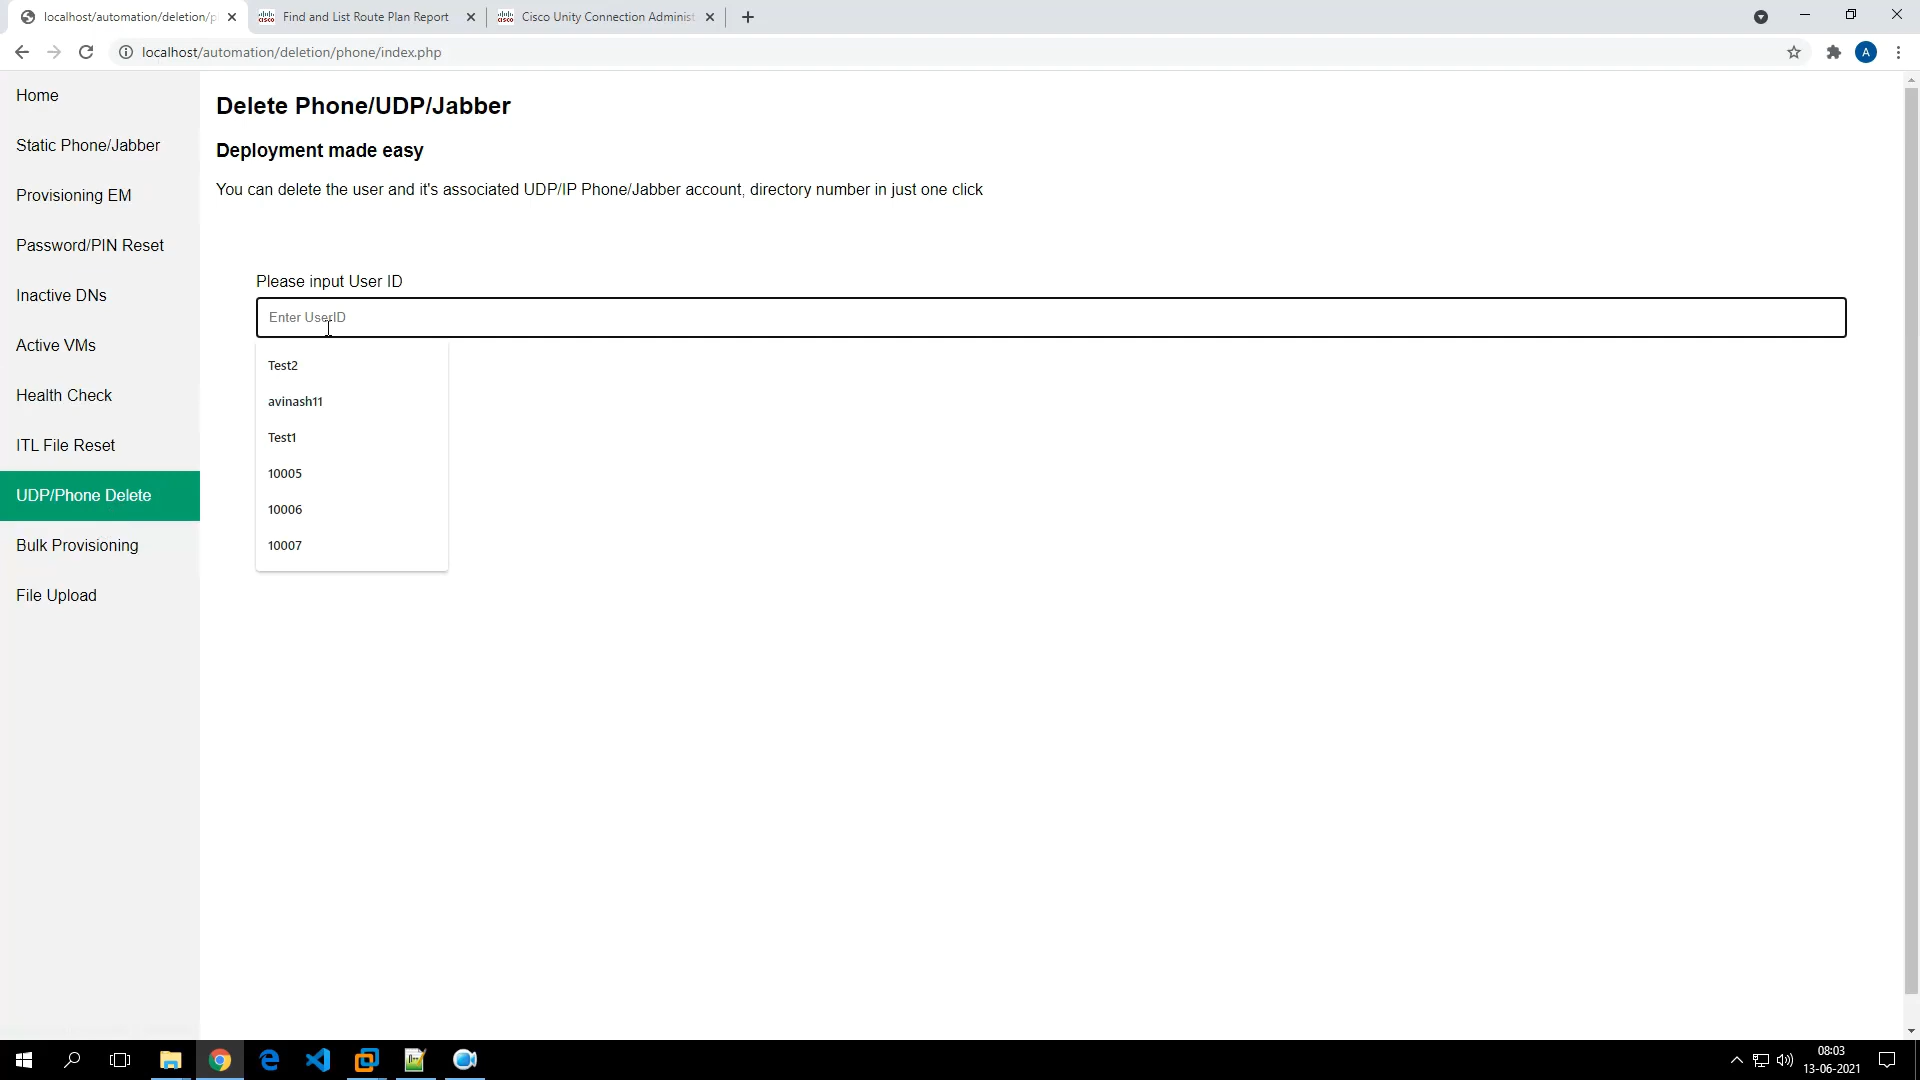 localhost/automation/deletion/p
Find and List Route Plan Report
Cisco Unity Connection Administ
localhost/automation/deletion/phone/index.php
A
Home
Static Phone/Jabber
Provisioning EM
Password/PIN Reset
Inactive DNs
Active VMs
Health Check
ITL File Reset
UDP/Phone Delete
Bulk Provisioning
File Upload
Delete Phone/UDP/Jabber
Deployment made easy
You can delete the user and it's associated UDP/IP Phone/Jabber account, directory number in just one click
Please input User ID
Enter UserID
Test2
avinash11
Test1
10005
10006
10007
08:03
13-06-2021